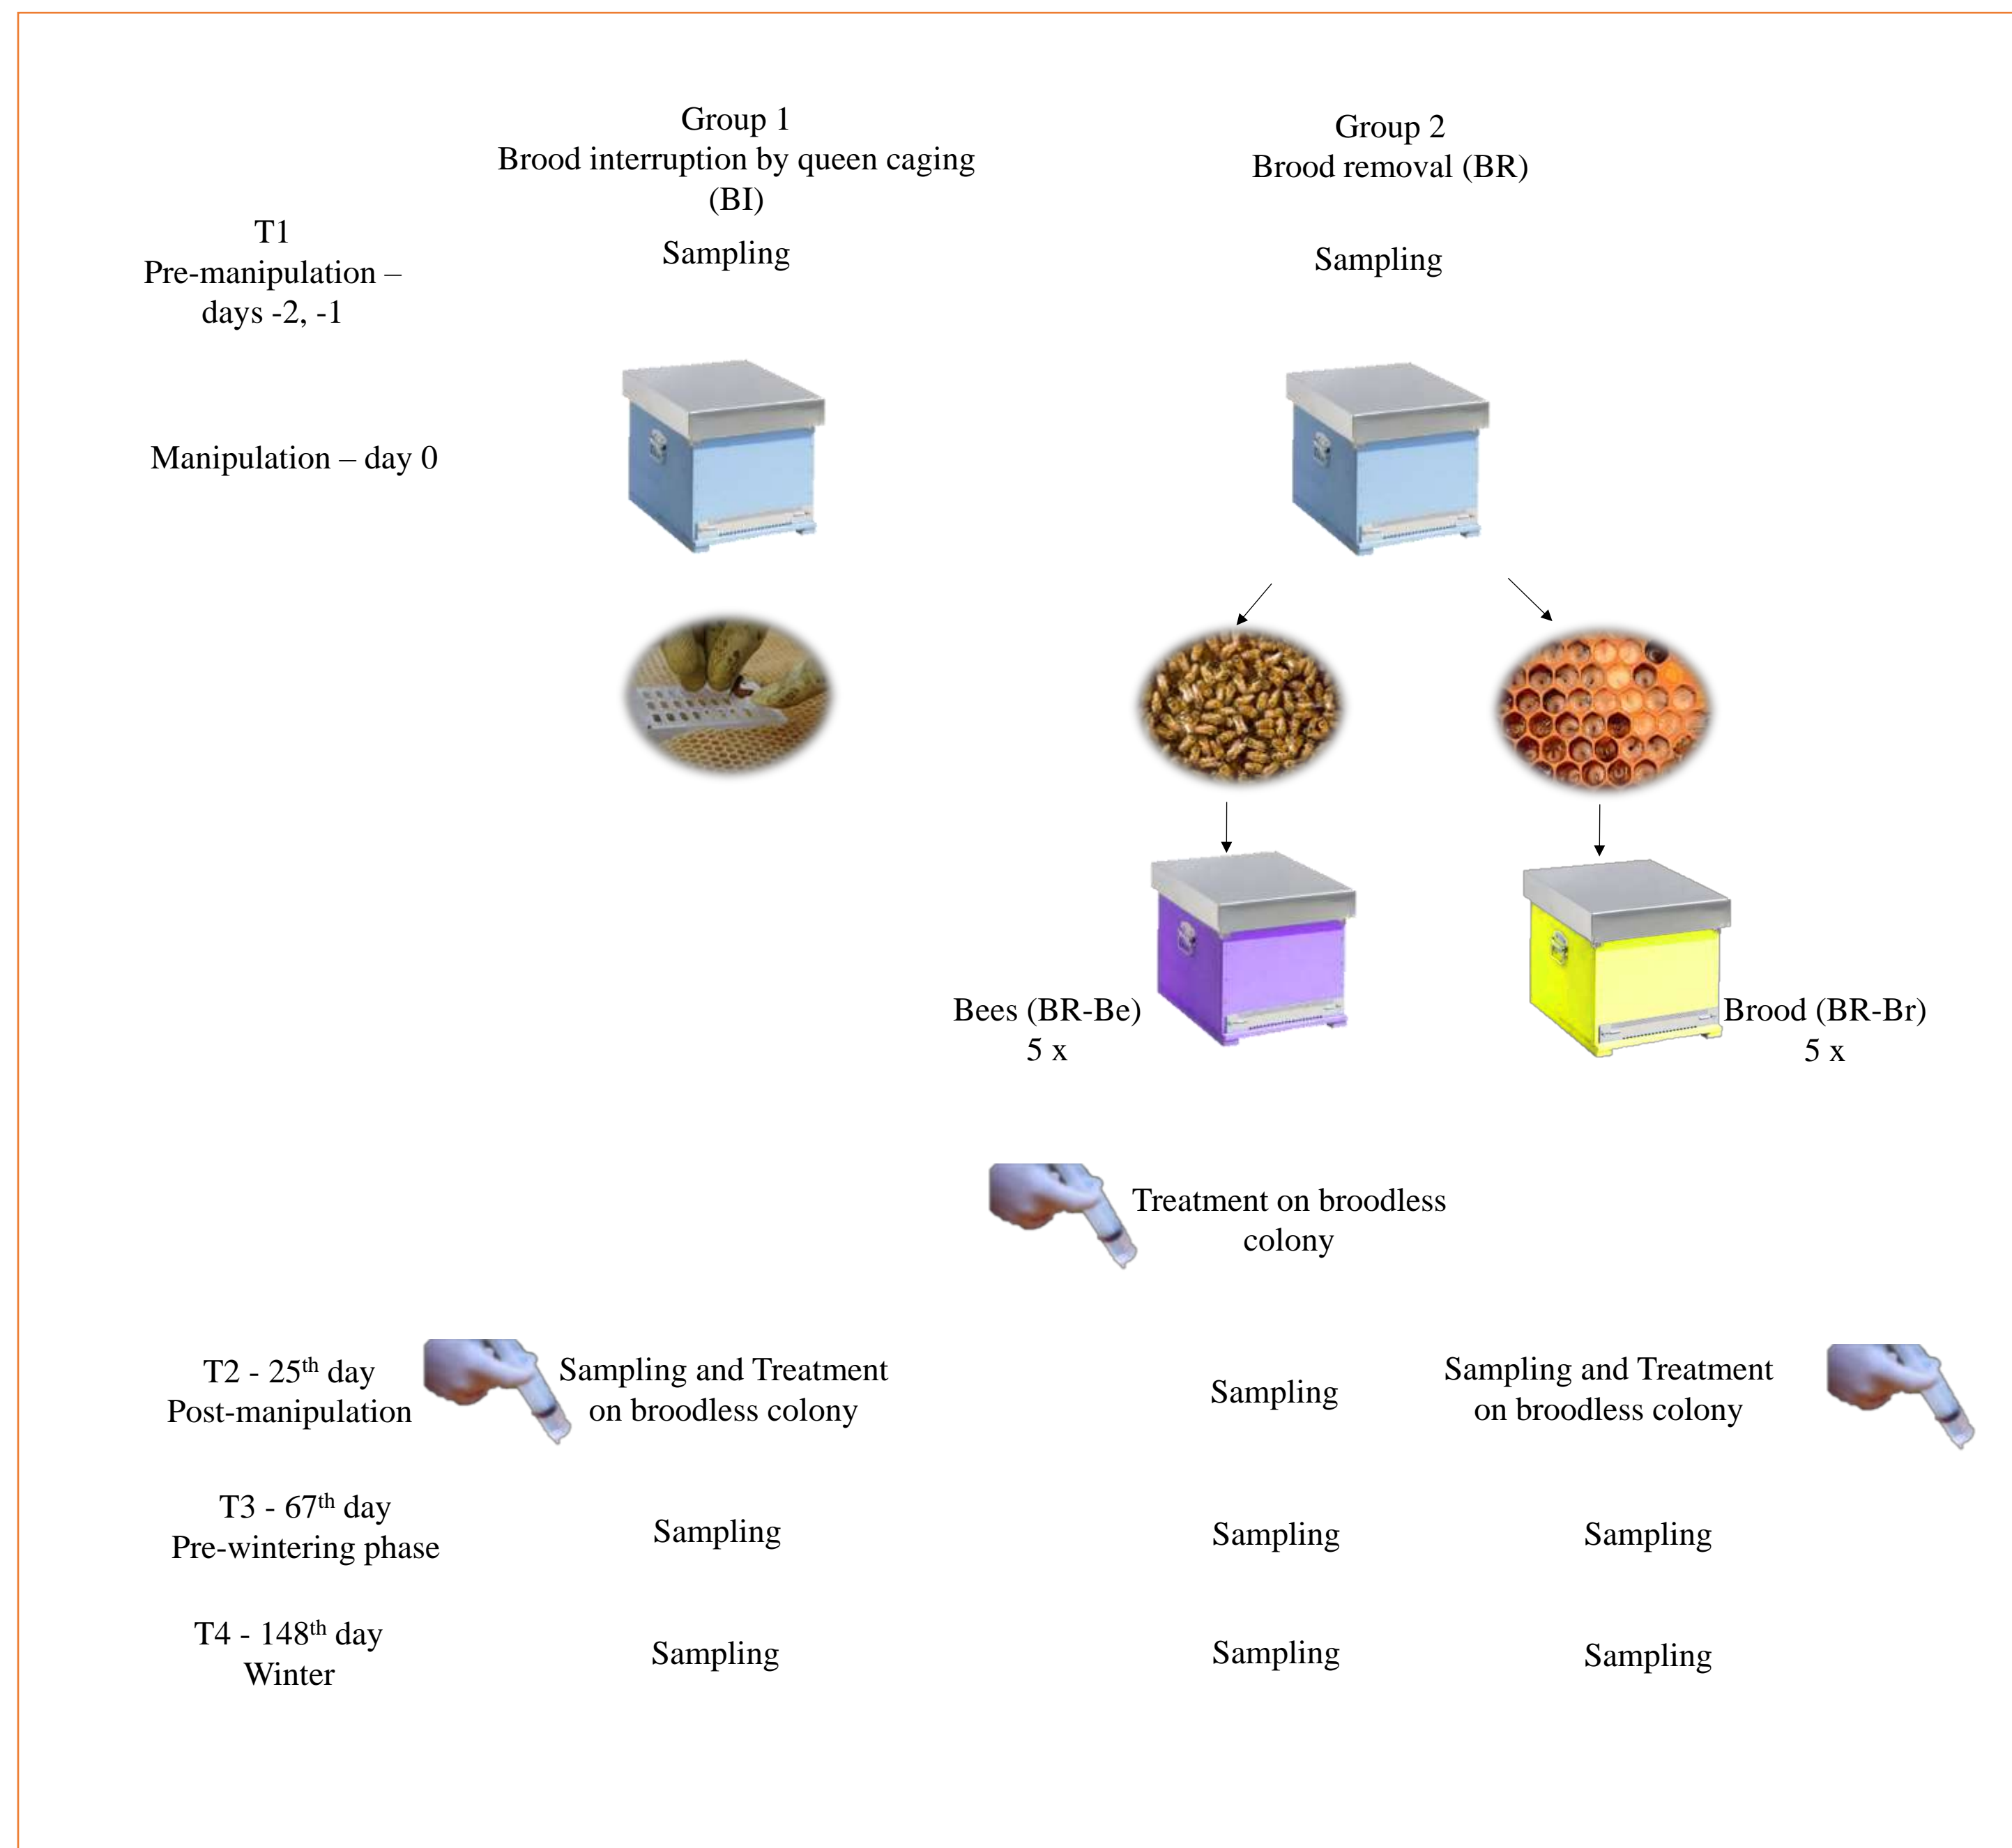 Group 1
Brood interruption by queen caging
(BI)
Group 2
Brood removal (BR)
T1
Pre-manipulation –
days -2, -1
Sampling
Sampling
Manipulation – day 0
Bees (BR-Be)
5 x
Brood (BR-Br)
5 x
Treatment on broodless
colony
T2 - 25th day
Post-manipulation
Sampling and Treatment
on broodless colony
Sampling
Sampling and Treatment
on broodless colony
T3 - 67th day
Pre-wintering phase
Sampling
Sampling
Sampling
T4 - 148th day
Winter
Sampling
Sampling
Sampling